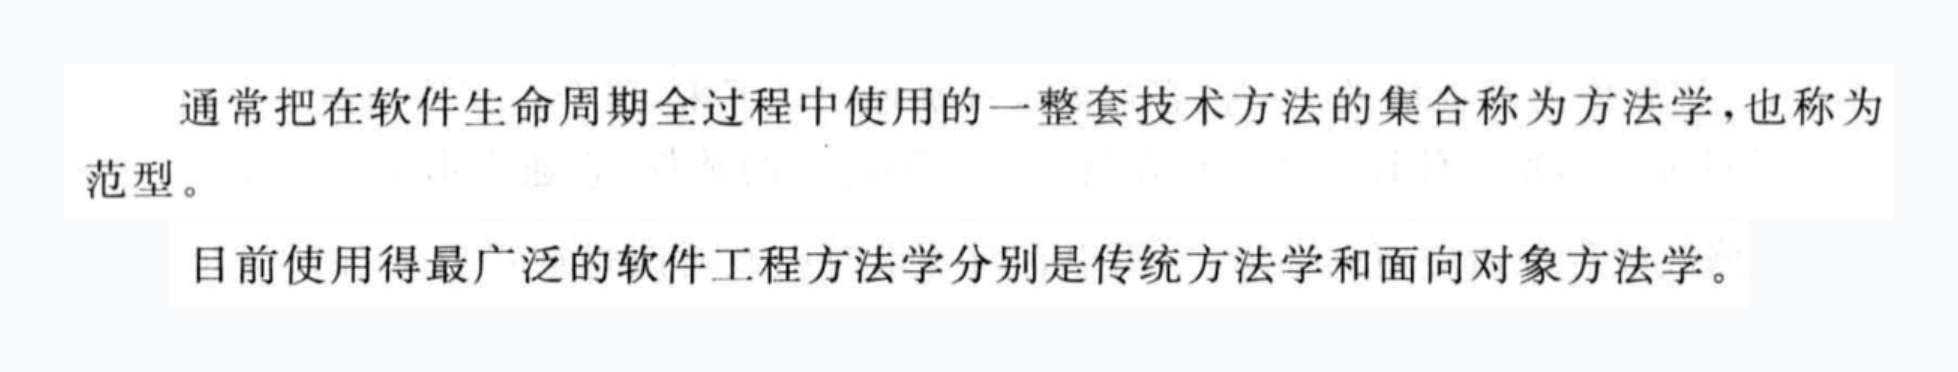 通常把在软件生命周期全过程中使用的一整套技术方法的集合称为方法学,也称为
范型。
目前使用得最广泛的软件工程方法学分别是传统方法学和面向对象方法学。